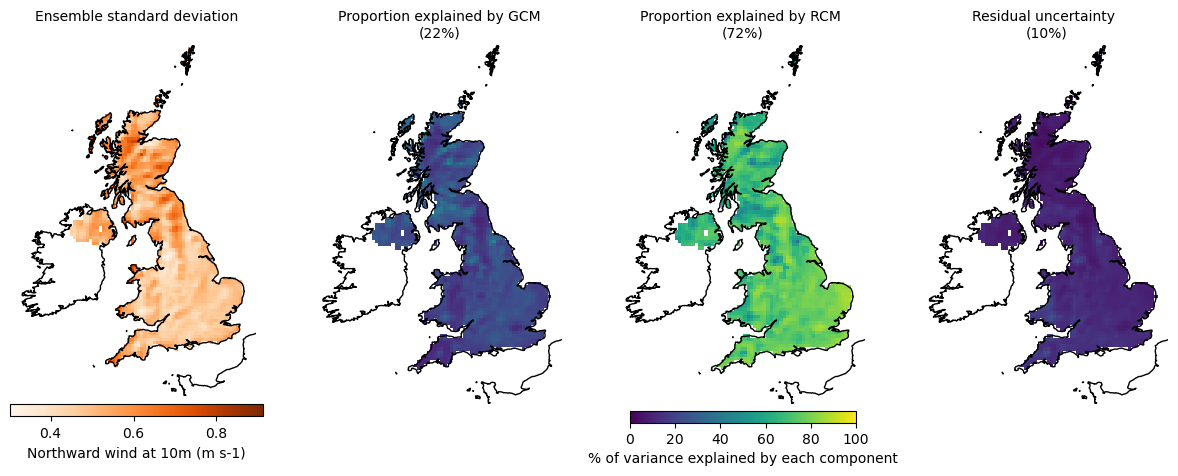 Ensemble standard deviation
Proportion explained by GCM
(22%)
Proportion explained by RCM
(72%)
Residual uncertainty
(10%)
0.4 0.6 0.8
Northward wind at 10m (m s-1)
0 20 40 60 80 100
% of variance explained by each component